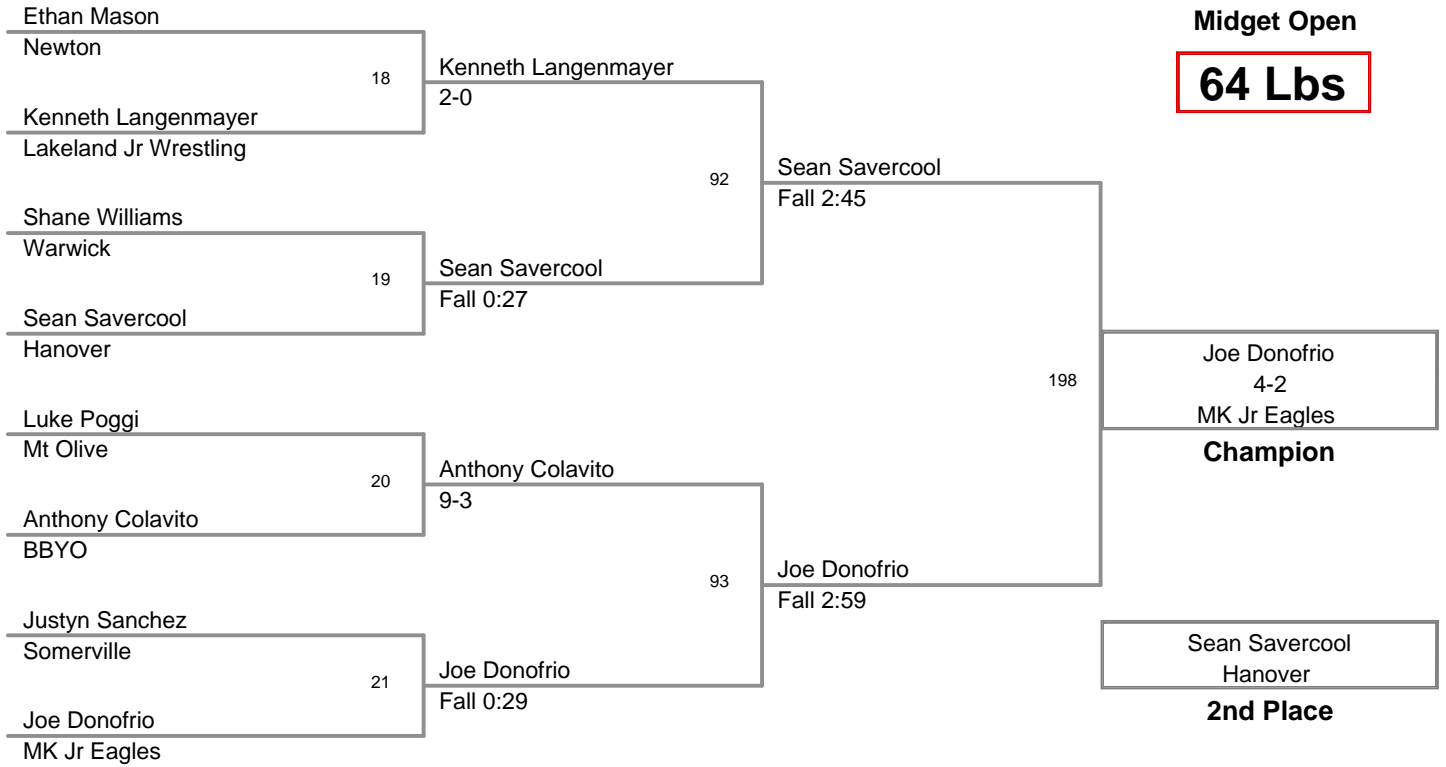 Ethan Mason
Newton
18
Kenneth Langenmayer
Lakeland Jr Wrestling
Kenneth Langenmayer
2-0
Shane Williams
Warwick
19
Sean Savercool
Hanover
Sean Savercool
Fall 0:27
92
Sean Savercool
Fall 2:45
Luke Poggi
Mt Olive
20
Anthony Colavito
BBYO
Anthony Colavito
9-3
Justyn Sanchez
Somerville
21
Joe Donofrio
MK Jr Eagles
Joe Donofrio
Fall 0:29
93
Joe Donofrio
Fall 2:59
198
Midget Open
64 Lbs
Joe Donofrio
4-2
MK Jr Eagles
Champion
Sean Savercool
Hanover
2nd Place